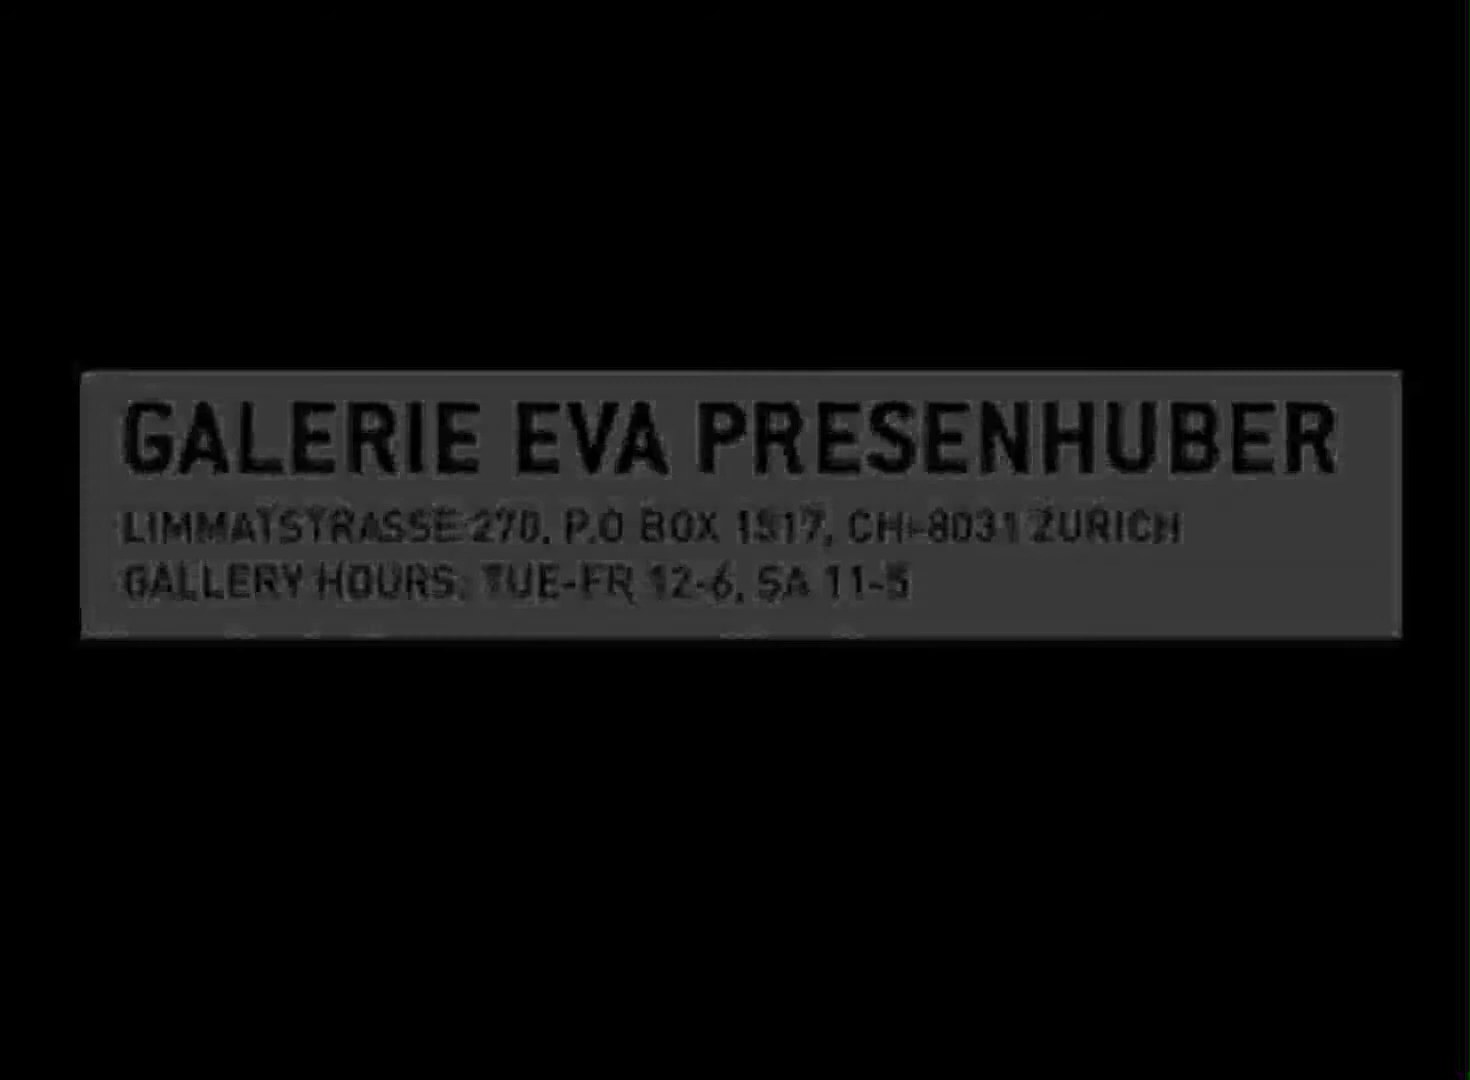 GALERIE EVA PRESENHUBER
LIMMATSTRASSE 270, P.O BOX 1517, CH-8031 ZURICH
GALLERY HOURS: TUE-FR 12-6, SA 11-5